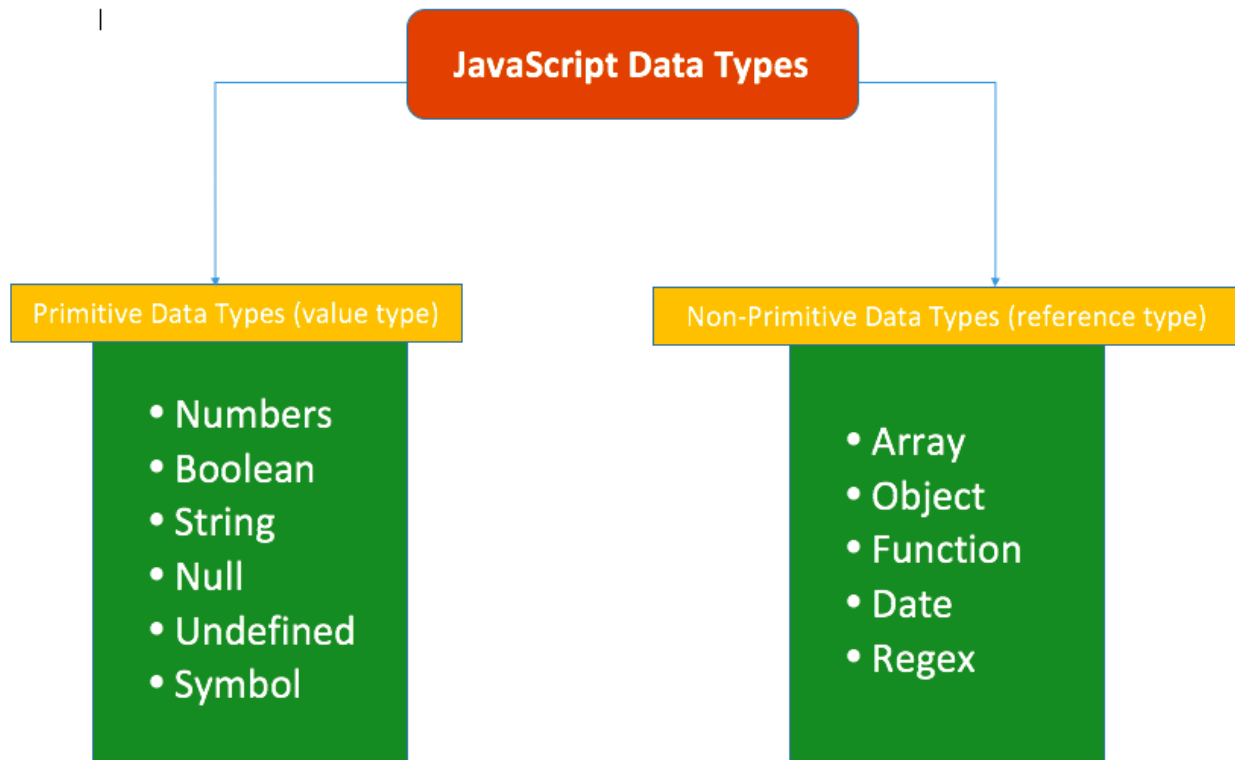 JavaScript Data Types
Primitive Data Types (value type)
• Numbers
• Boolean
• String
• Null
• Undefined
• Symbol
Non-Primitive Data Types (reference type)
• Array
• Object
• Function
• Date
• Regex